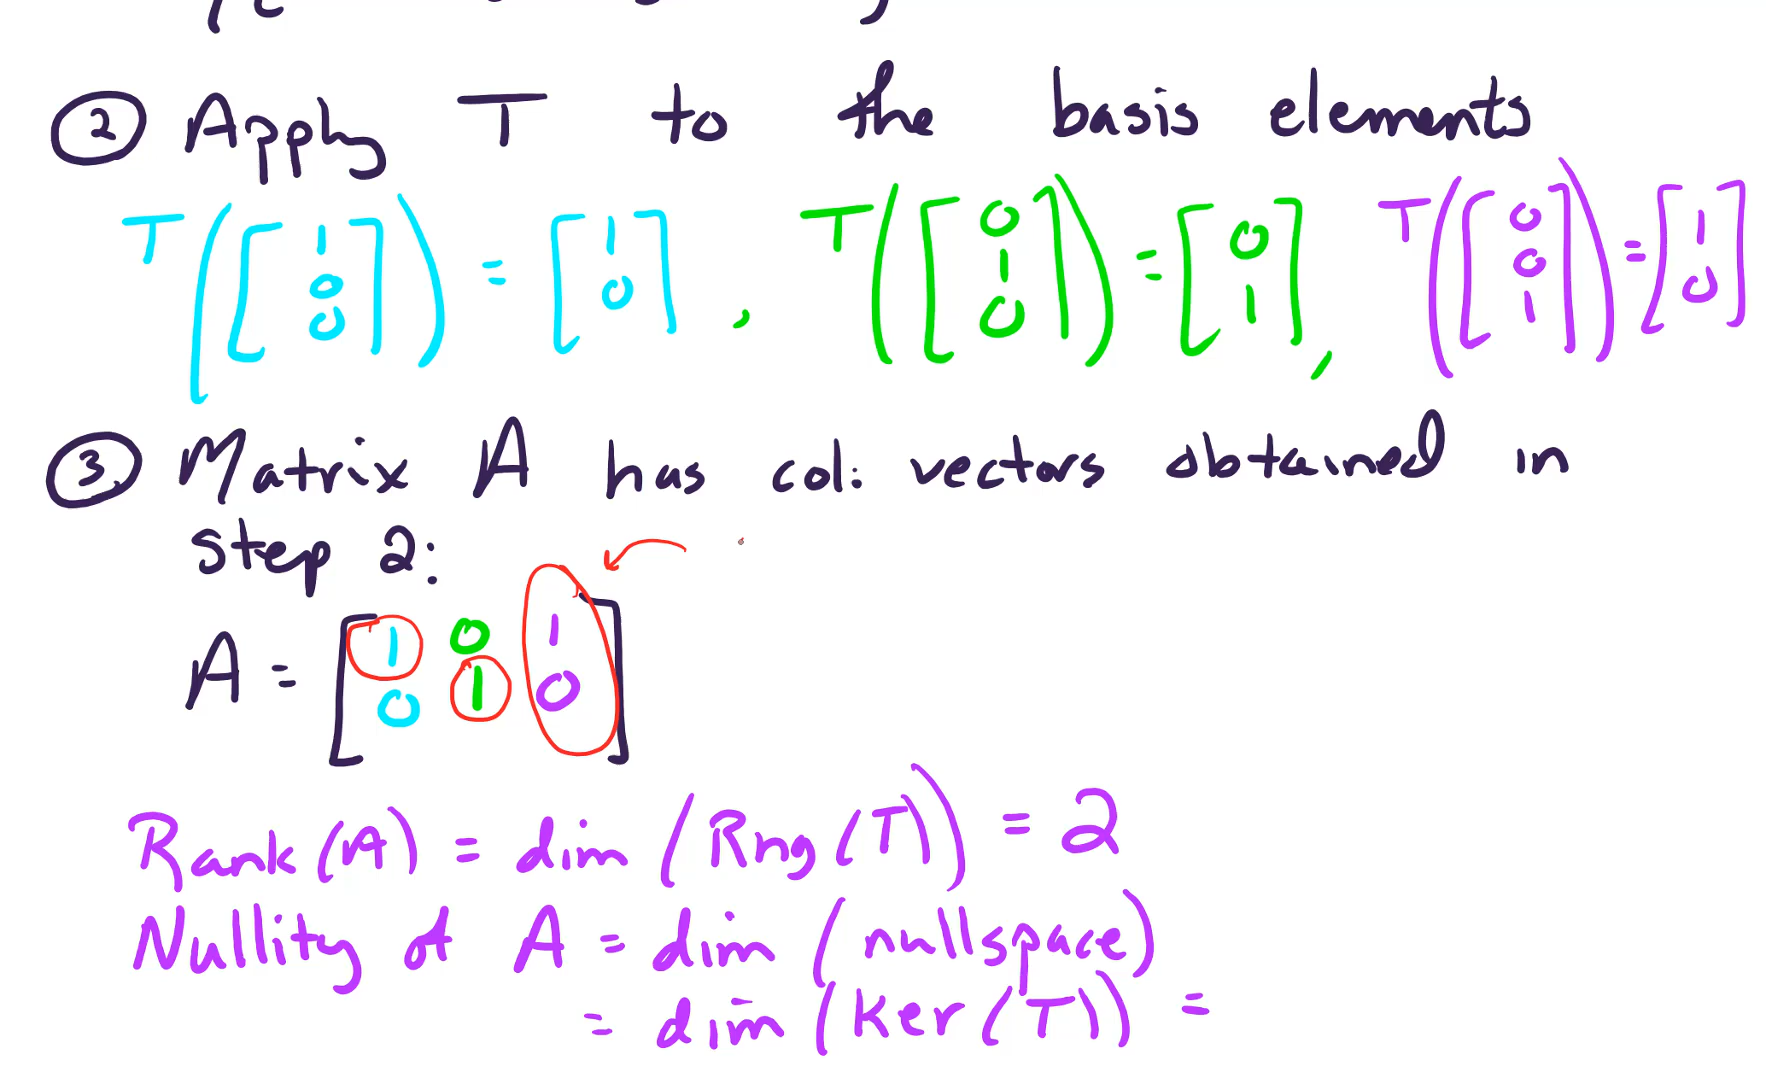 ② Apply T to the basis elements
T([1 0 0]) = [1 0], T([0 1 0]) = [0 1], T([0 0 1]) = [1 0]
③ Matrix A has col. vectors obtained in
step 2:
A = [1 0 1
0 1 0]
Rank(A) = dim(Rng(T)) = 2
Nullity of A = dim(nullspace)
= dim(Ker(T)) =